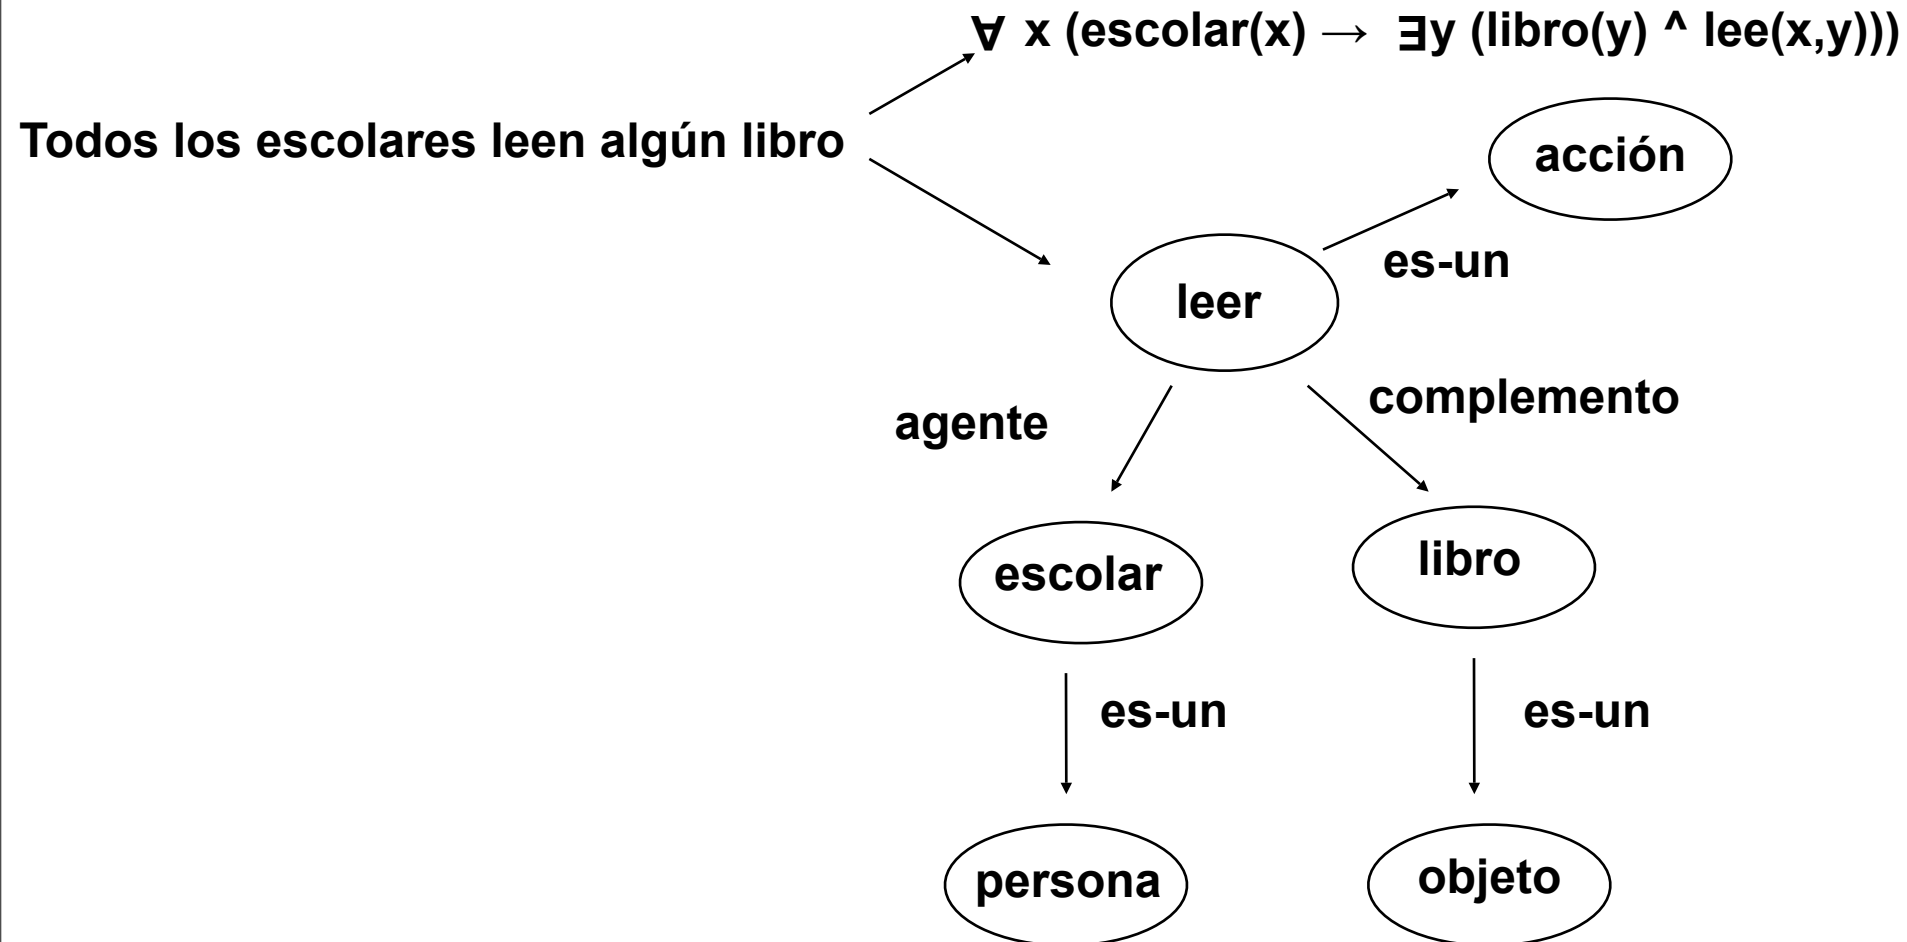 ∀ x (escolar(x) → ∃y (libro(y) ^ lee(x,y)))
Todos los escolares leen algún libro
acción
es-un
leer
complemento
agente
libro
escolar
es-un
es-un
objeto
persona